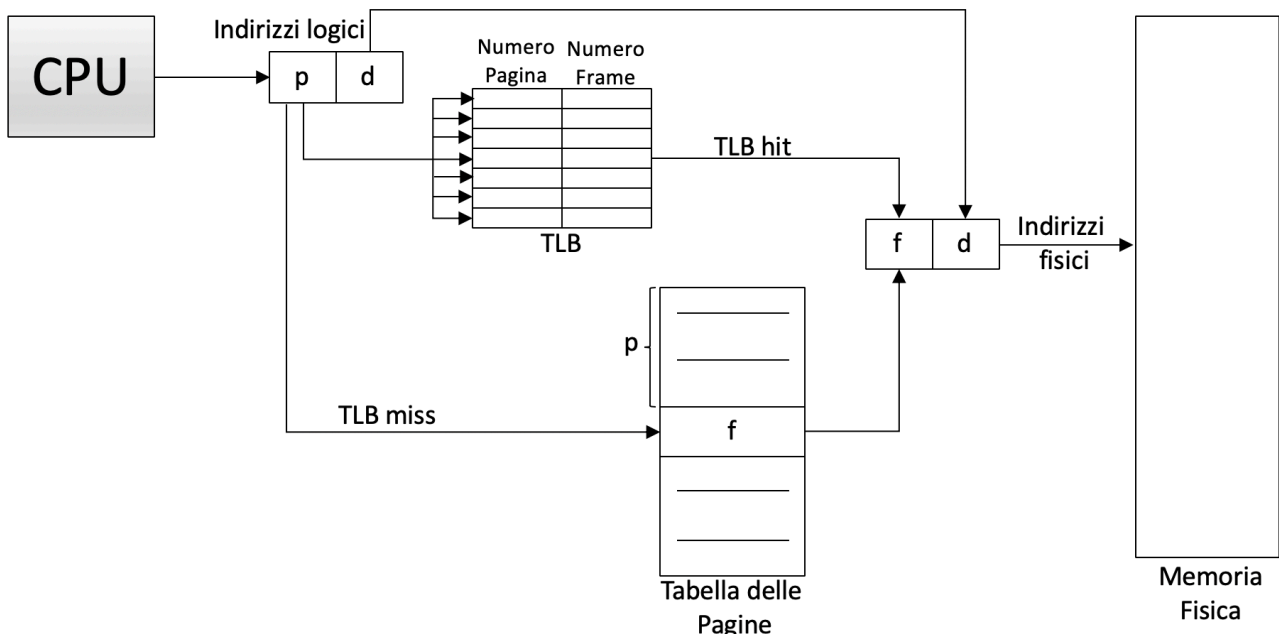 Indirizzi logici
CPU
p
d
Numero
Pagina
Numero
Frame
TLB hit
TLB
f
d
Indirizzi
fisici
p
TLB miss
f
Tabella delle
Pagine
Memoria
Fisica